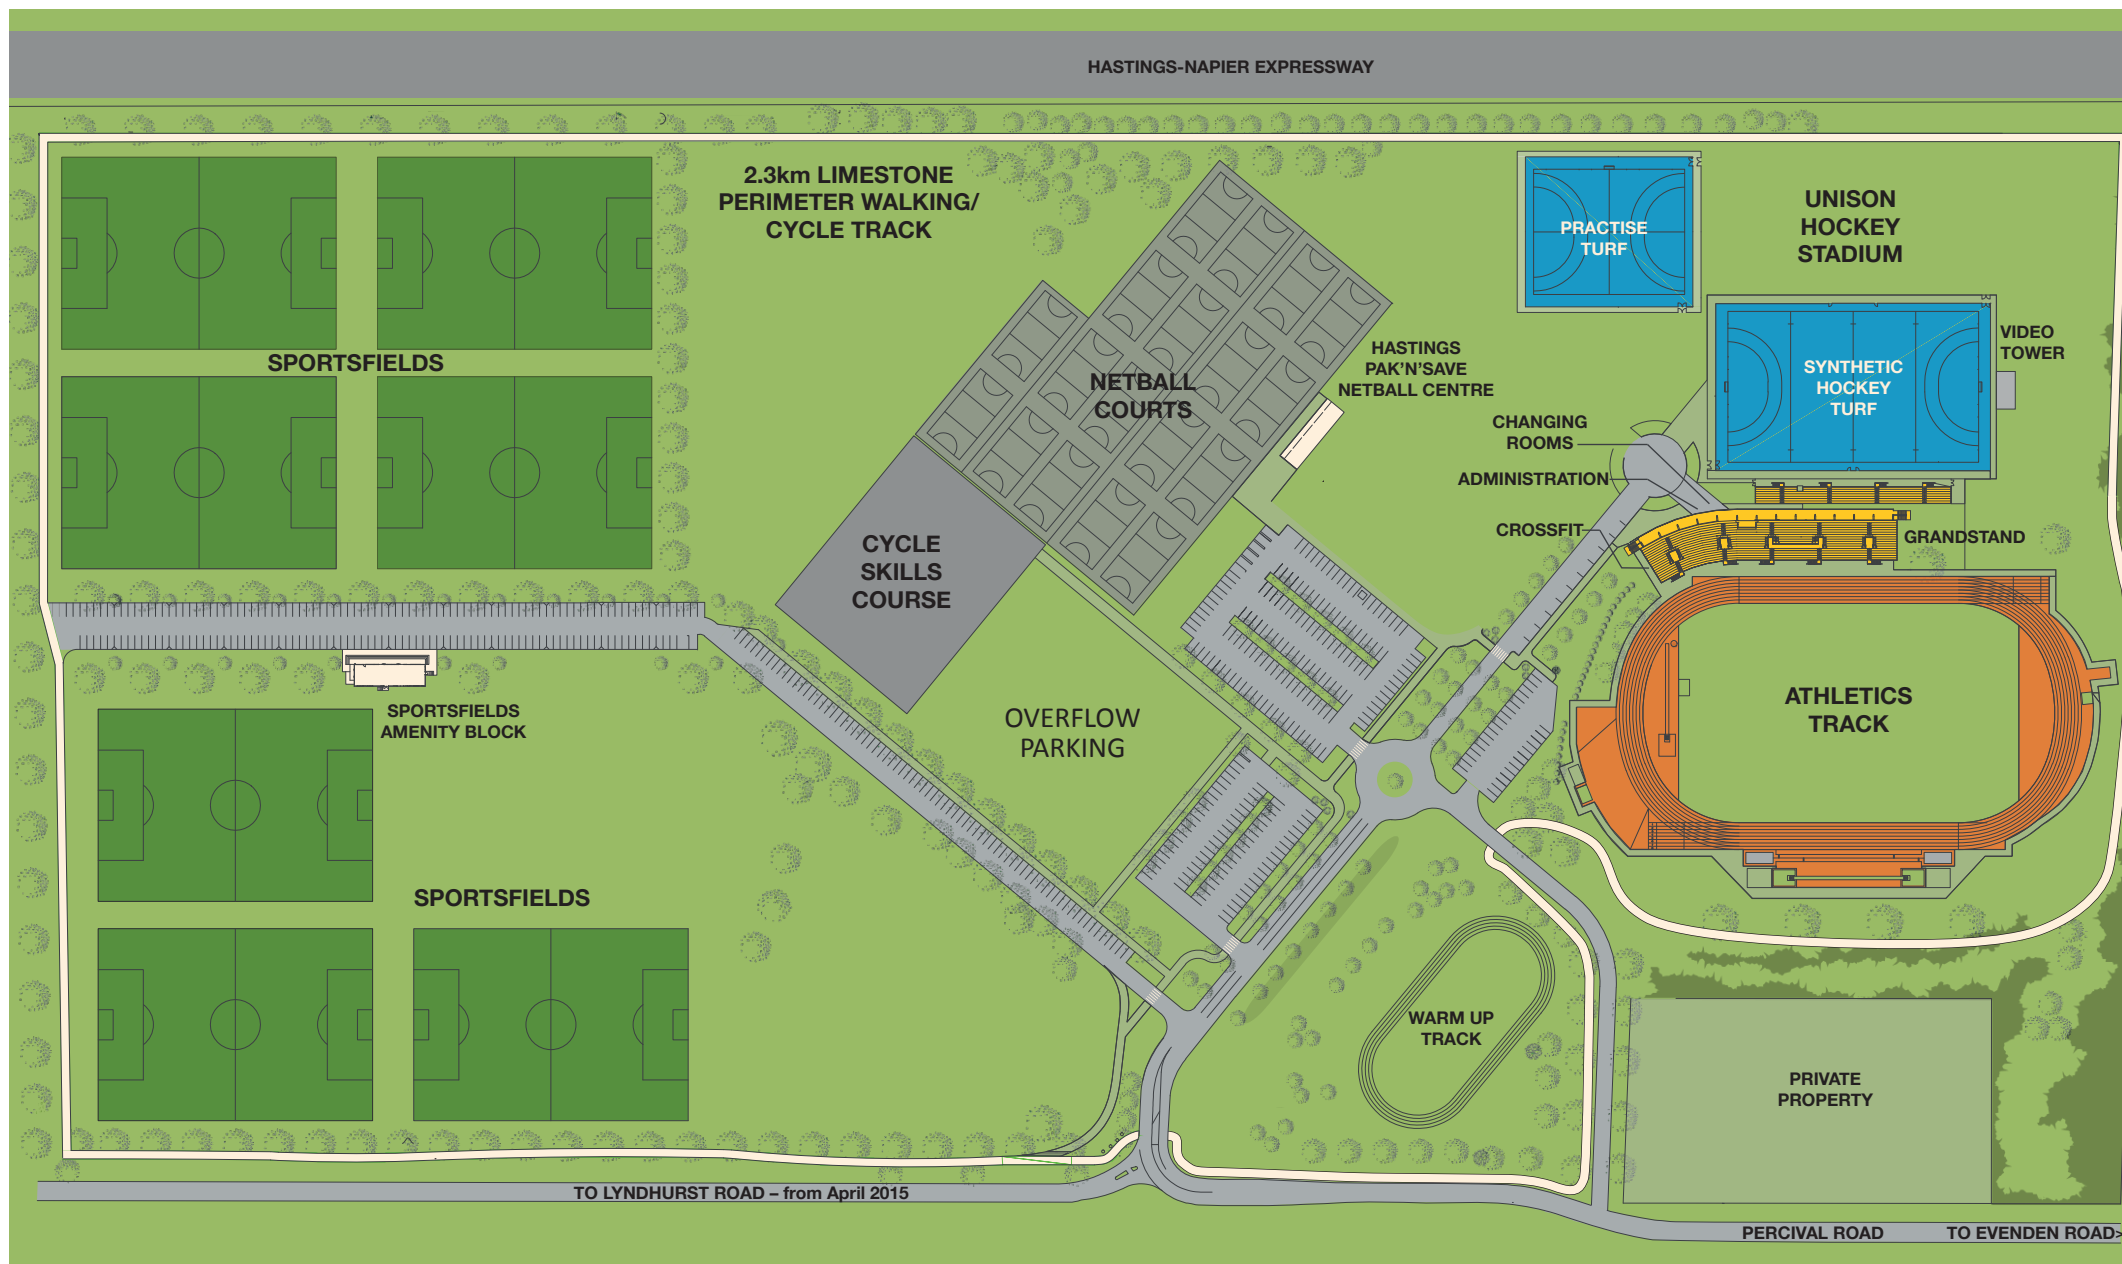 HASTINGS-NAPIER EXPRESSWAY
2.3km LIMESTONE
PERIMETER WALKING/
CYCLE TRACK
UNISON
HOCKEY
STADIUM
PRACTISE
TURF
SPORTSFIELDS
NETBALL
COURTS
HASTINGS
PAK'N'SAVE
NETBALL CENTRE
VIDEO
TOWER
SYNTHETIC
HOCKEY
TURF
CHANGING
ROOMS
ADMINISTRATION
CROSSFIT
GRANDSTAND
CYCLE
SKILLS
COURSE
SPORTSFIELDS
AMENITY BLOCK
OVERFLOW
PARKING
ATHLETICS
TRACK
SPORTSFIELDS
WARM UP
TRACK
PRIVATE
PROPERTY
TO LYNDHURST ROAD – from April 2015
PERCIVAL ROAD
TO EVENDEN ROAD>